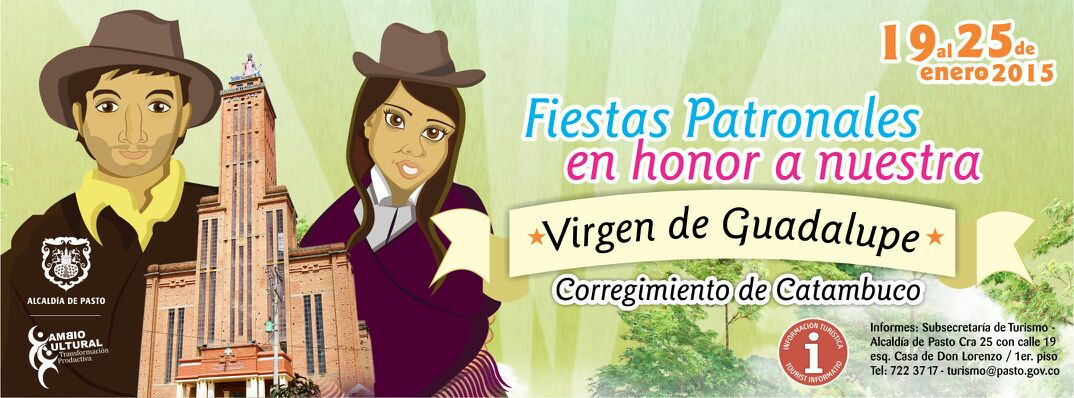 19 al 25 de
enero 2015
Fiestas Patronales
en honor a nuestra
Virgen de Guadalupe
Corregimiento de Catambuco
ALCALDÍA DE PASTO
CAMBIO
CULTURAL
Transformación
Productiva
INFORMACIÓN TURÍSTICA
i
TOURIST INFORMATIO
Informes: Subsecretaría de Turismo -
Alcaldía de Pasto Cra 25 con calle 19
esq. Casa de Don Lorenzo / 1er. piso
Tel: 722 37 17 - turismo@pasto.gov.co